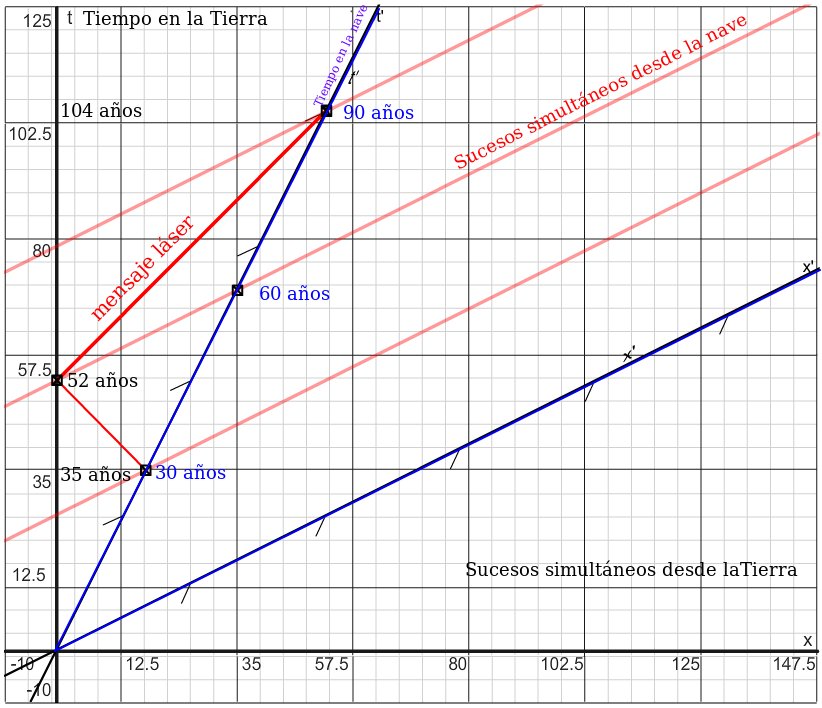 125
t Tiempo en la Tierra
t'
Tiempo en la nave
t'
Sucesos simultáneos desde la nave
104 años
90 años
102.5
mensaje láser
80
60 años
x'
x'
57.5
52 años
35 años
30 años
35
12.5
Sucesos simultáneos desde laTierra
x
-10 12.5 35 57.5 80 102.5 125 147.5
-10